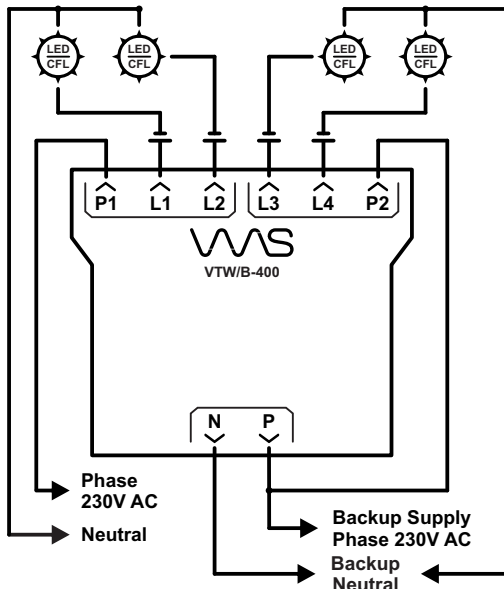 LED
CFL
LED
CFL
LED
CFL
LED
CFL
P1 L1 L2 L3 L4 P2
VMS
VTW/B-400
N P
Phase
230V AC
Neutral
Backup Supply
Phase 230V AC
Backup
Neutral